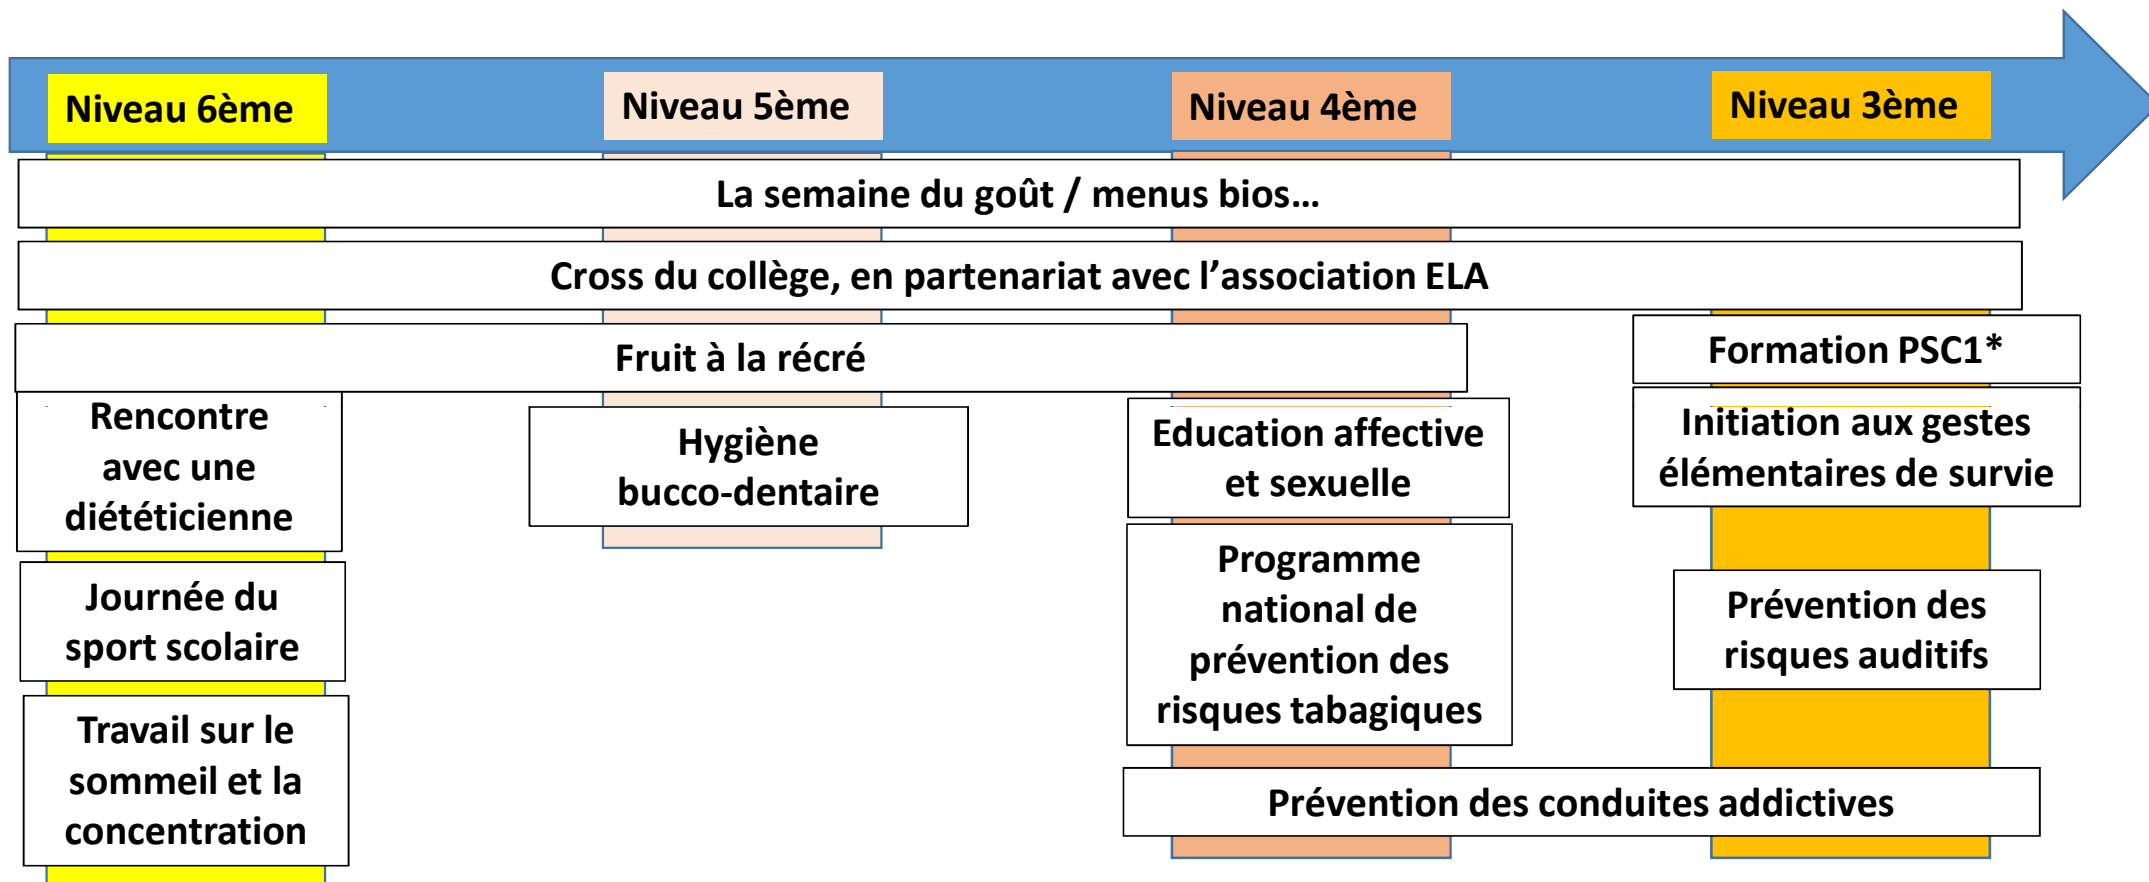 Niveau 6ème
Niveau 5ème
Niveau 4ème
Niveau 3ème
La semaine du goût / menus bios…
Cross du collège, en partenariat avec l’association ELA
Fruit à la récré
Formation PSC1*
Rencontre
avec une
diététicienne
Hygiène
bucco-dentaire
Education affective
et sexuelle
Initiation aux gestes
élémentaires de survie
Journée du
sport scolaire
Programme
national de
prévention des
risques tabagiques
Prévention des
risques auditifs
Travail sur le
sommeil et la
concentration
Prévention des conduites addictives